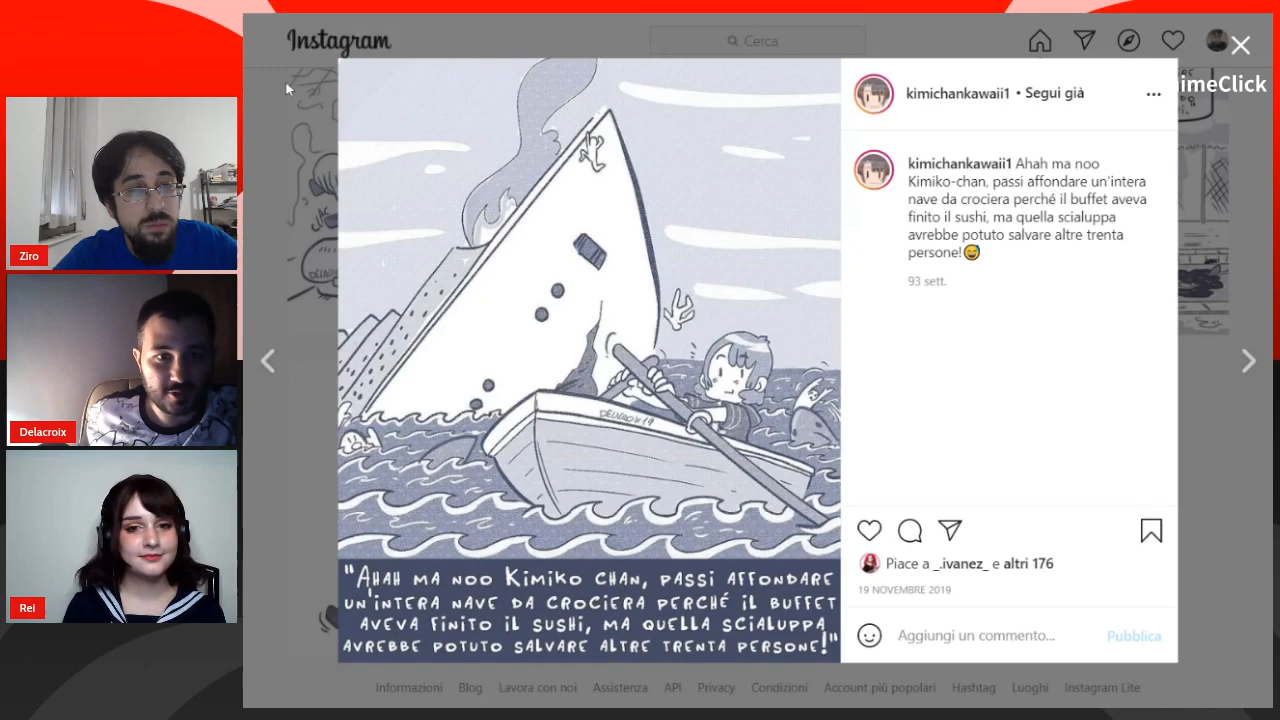 Instagram
Cerca
imeClick
kimichankawaii1 • Segui già
kimichankawaii1 Ahah ma noo
Kimiko-chan, passi affondare un'intera
nave da crociera perché il buffet aveva
finito il sushi, ma quella scialuppa
avrebbe potuto salvare altre trenta
persone!😅
93 sett.
Ziro
Delacroix
Rei
DELACROIX19
"AHAH MA NOO KIMIKO CHAN, PASSI AFFONDARE
UN'INTERA NAVE DA CROCIERA PERCHÉ IL BUFFET
AVEVA FINITO IL SUSHI, MA QUELLA SCIALUPPA
AVREBBE POTUTO SALVARE ALTRE TRENTA PERSONE!"
Piace a _.ivanez_ e altri 176
19 NOVEMBRE 2019
Aggiungi un commento... Pubblica
Informazioni Blog Lavora con noi Assistenza API Privacy Condizioni Account più popolari Hashtag Luoghi Instagram Lite